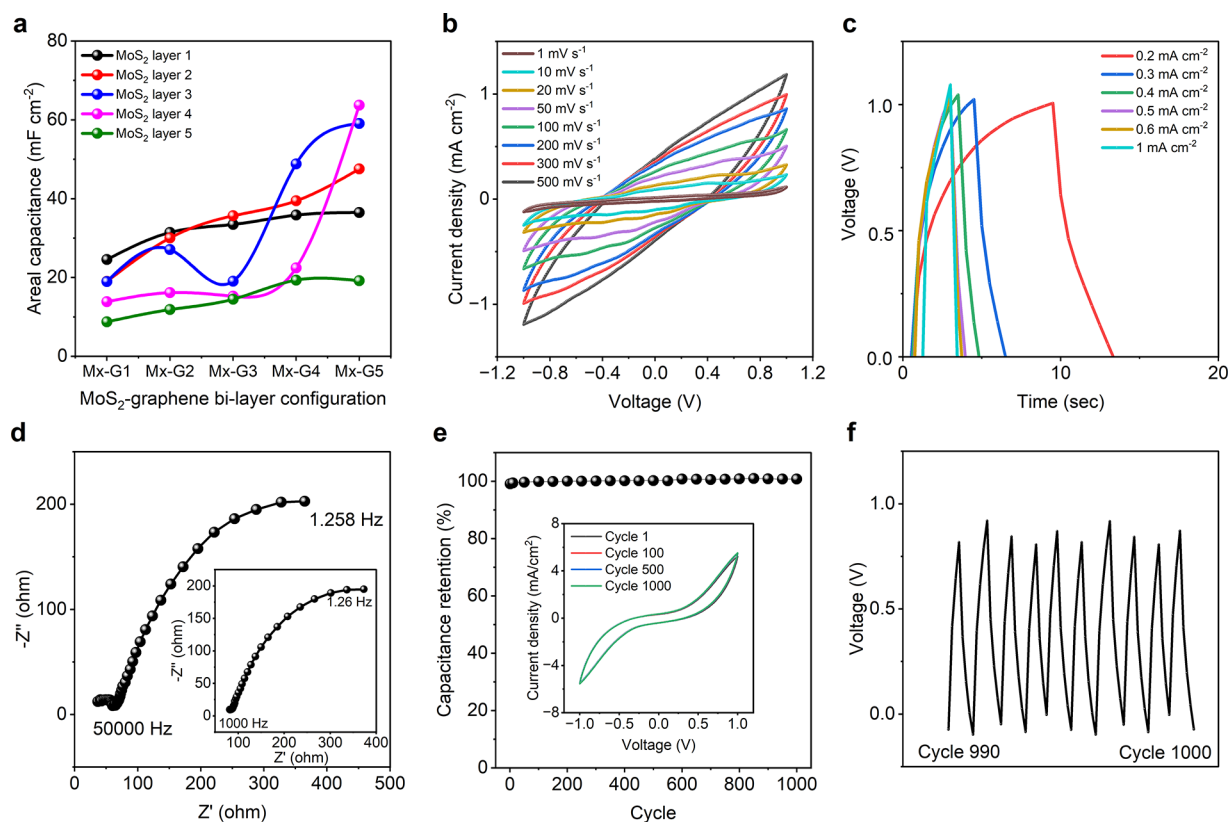 a
Areal capacitance (mF cm⁻²)
80
60
40
20
0
MoS₂ layer 1
MoS₂ layer 2
MoS₂ layer 3
MoS₂ layer 4
MoS₂ layer 5
Mx-G1 Mx-G2 Mx-G3 Mx-G4 Mx-G5
MoS₂-graphene bi-layer configuration
b
Current density (mA cm⁻²)
1
0
−1
1 mV s⁻¹
10 mV s⁻¹
20 mV s⁻¹
50 mV s⁻¹
100 mV s⁻¹
200 mV s⁻¹
300 mV s⁻¹
500 mV s⁻¹
−1.2 −0.6 0.0 0.6 1.2
Voltage (V)
c
Voltage (V)
1.0
0.5
0.0
0.2 mA cm⁻²
0.3 mA cm⁻²
0.4 mA cm⁻²
0.5 mA cm⁻²
0.6 mA cm⁻²
1 mA cm⁻²
0 10 20
Time (sec)
d
-Z" (ohm)
200
100
0
1.258 Hz
50000 Hz
-Z" (ohm)
200
175
150
125
100
75
50
25
0
1.26 Hz
1000 Hz
100 200 300 400
Z' (ohm)
0 100 200 300 400 500
Z' (ohm)
e
Capacitance retention (%)
100
80
60
40
20
0
Current density (mA/cm²)
8
4
0
−4
−8
Cycle 1
Cycle 100
Cycle 500
Cycle 1000
−1.0 −0.5 0.0 0.5 1.0
Voltage (V)
0 200 400 600 800 1000
Cycle
f
Voltage (V)
1.0
0.5
0.0
Cycle 990
Cycle 1000